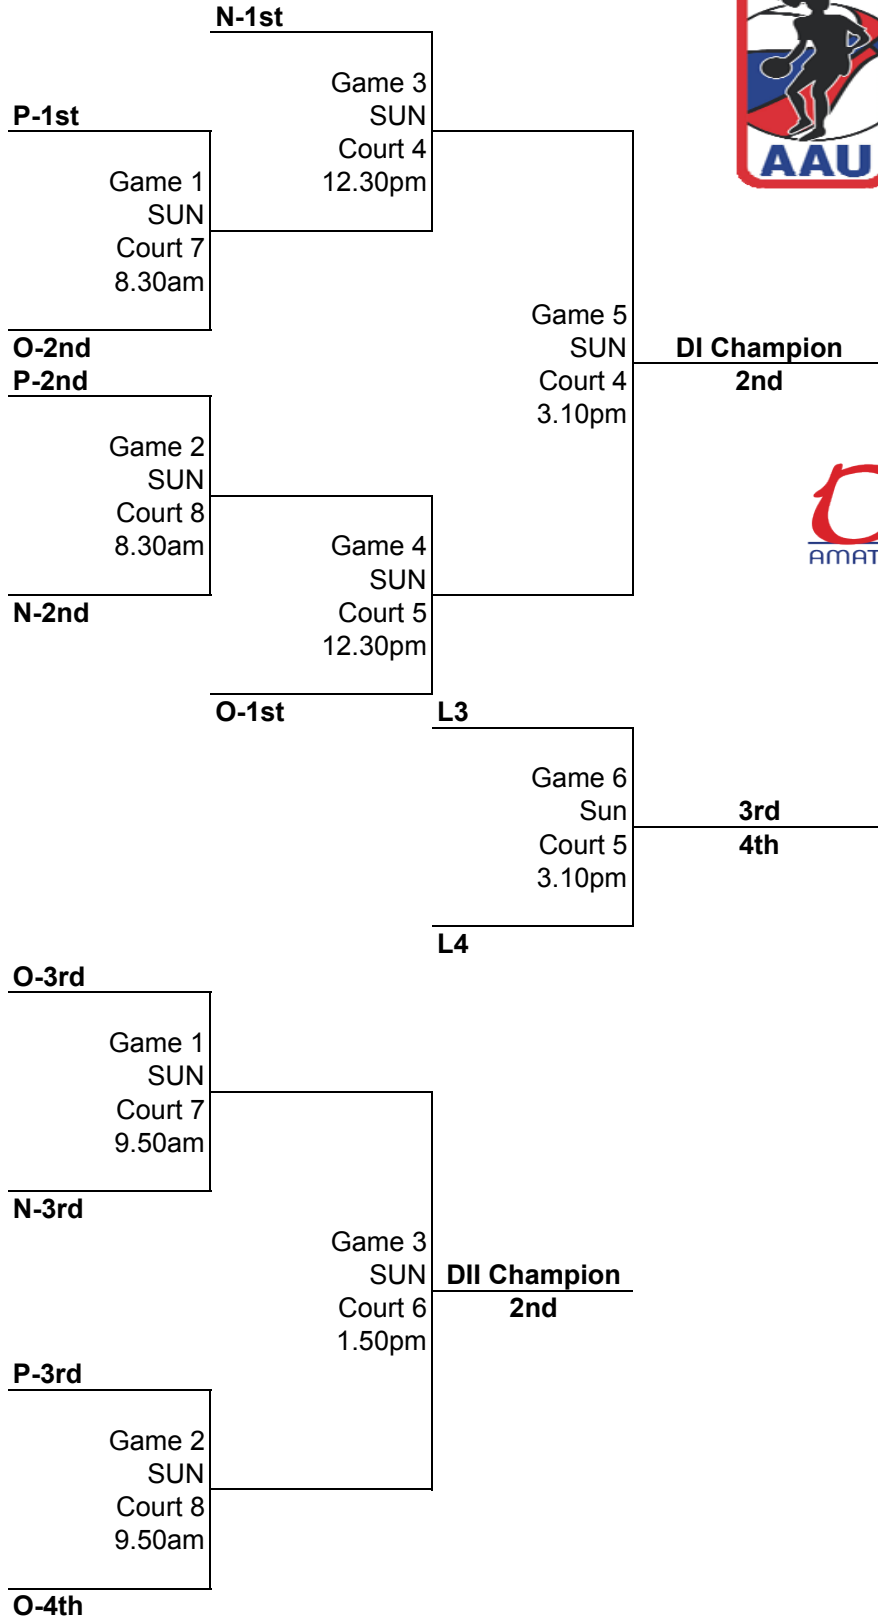 N-1st
Game 3
SUN
Court 4
12.30pm
P-1st
Game 1
SUN
Court 7
8.30am
O-2nd
P-2nd
Game 2
SUN
Court 8
8.30am
N-2nd
Game 4
SUN
Court 5
12.30pm
O-1st
Game 5
SUN
Court 4
3.10pm
DI Champion
2nd
AAU
AMAT
L3
Game 6
Sun
Court 5
3.10pm
L4
3rd
4th
O-3rd
Game 1
SUN
Court 7
9.50am
N-3rd
Game 3
SUN
Court 6
1.50pm
DII Champion
2nd
P-3rd
Game 2
SUN
Court 8
9.50am
O-4th